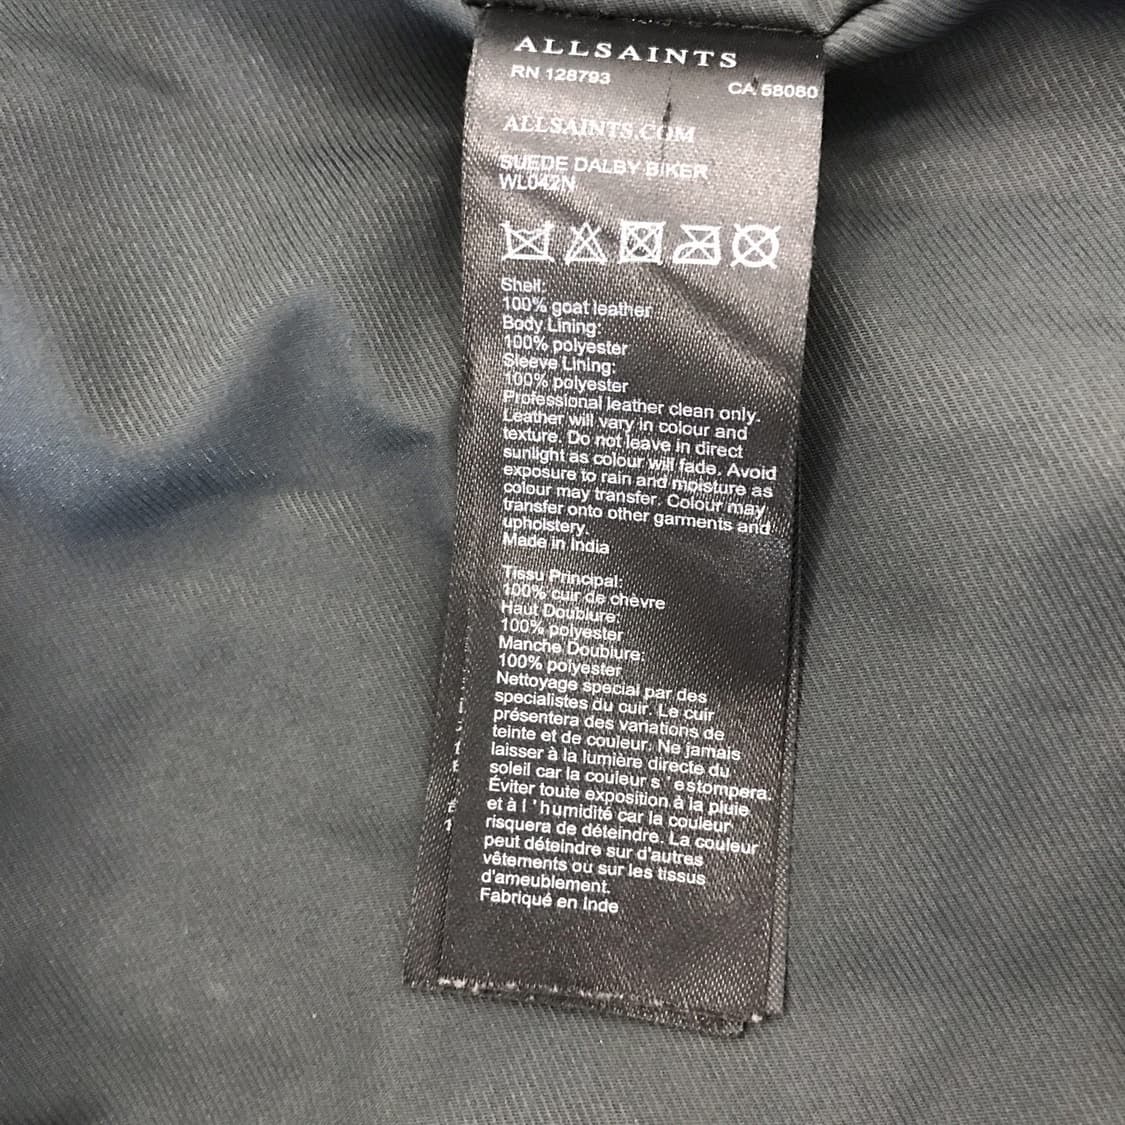 ALLSAINTS
RN 128793 CA 58060
ALLSAINTS.COM
SUEDE DALBY BIKER
WL042N
Shell:
100% goat leather
Body Lining:
100% polyester
Sleeve Lining:
100% polyester
Professional leather clean only.
Leather will vary in colour and
texture. Do not leave in direct
sunlight as colour will fade. Avoid
exposure to rain and moisture as
colour may transfer. Colour may
transfer onto other garments and
upholstery.
Made in India
Tissu Principal:
100% cuir de chèvre
Haut Doublure:
100% polyester
Manche Doublure:
100% polyester
Nettoyage spécial par des
specialistes du cuir. Le cuir
présentera des variations de
teinte et de couleur. Ne jamais
laisser à la lumière directe du
soleil car la couleur s'estompera.
Éviter toute exposition à la pluie
et à l'humidité car la couleur
risquera de déteindre. La couleur
peut déteindre sur d'autres
vêtements ou sur les tissus
d'ameublement.
Fabriqué en Inde